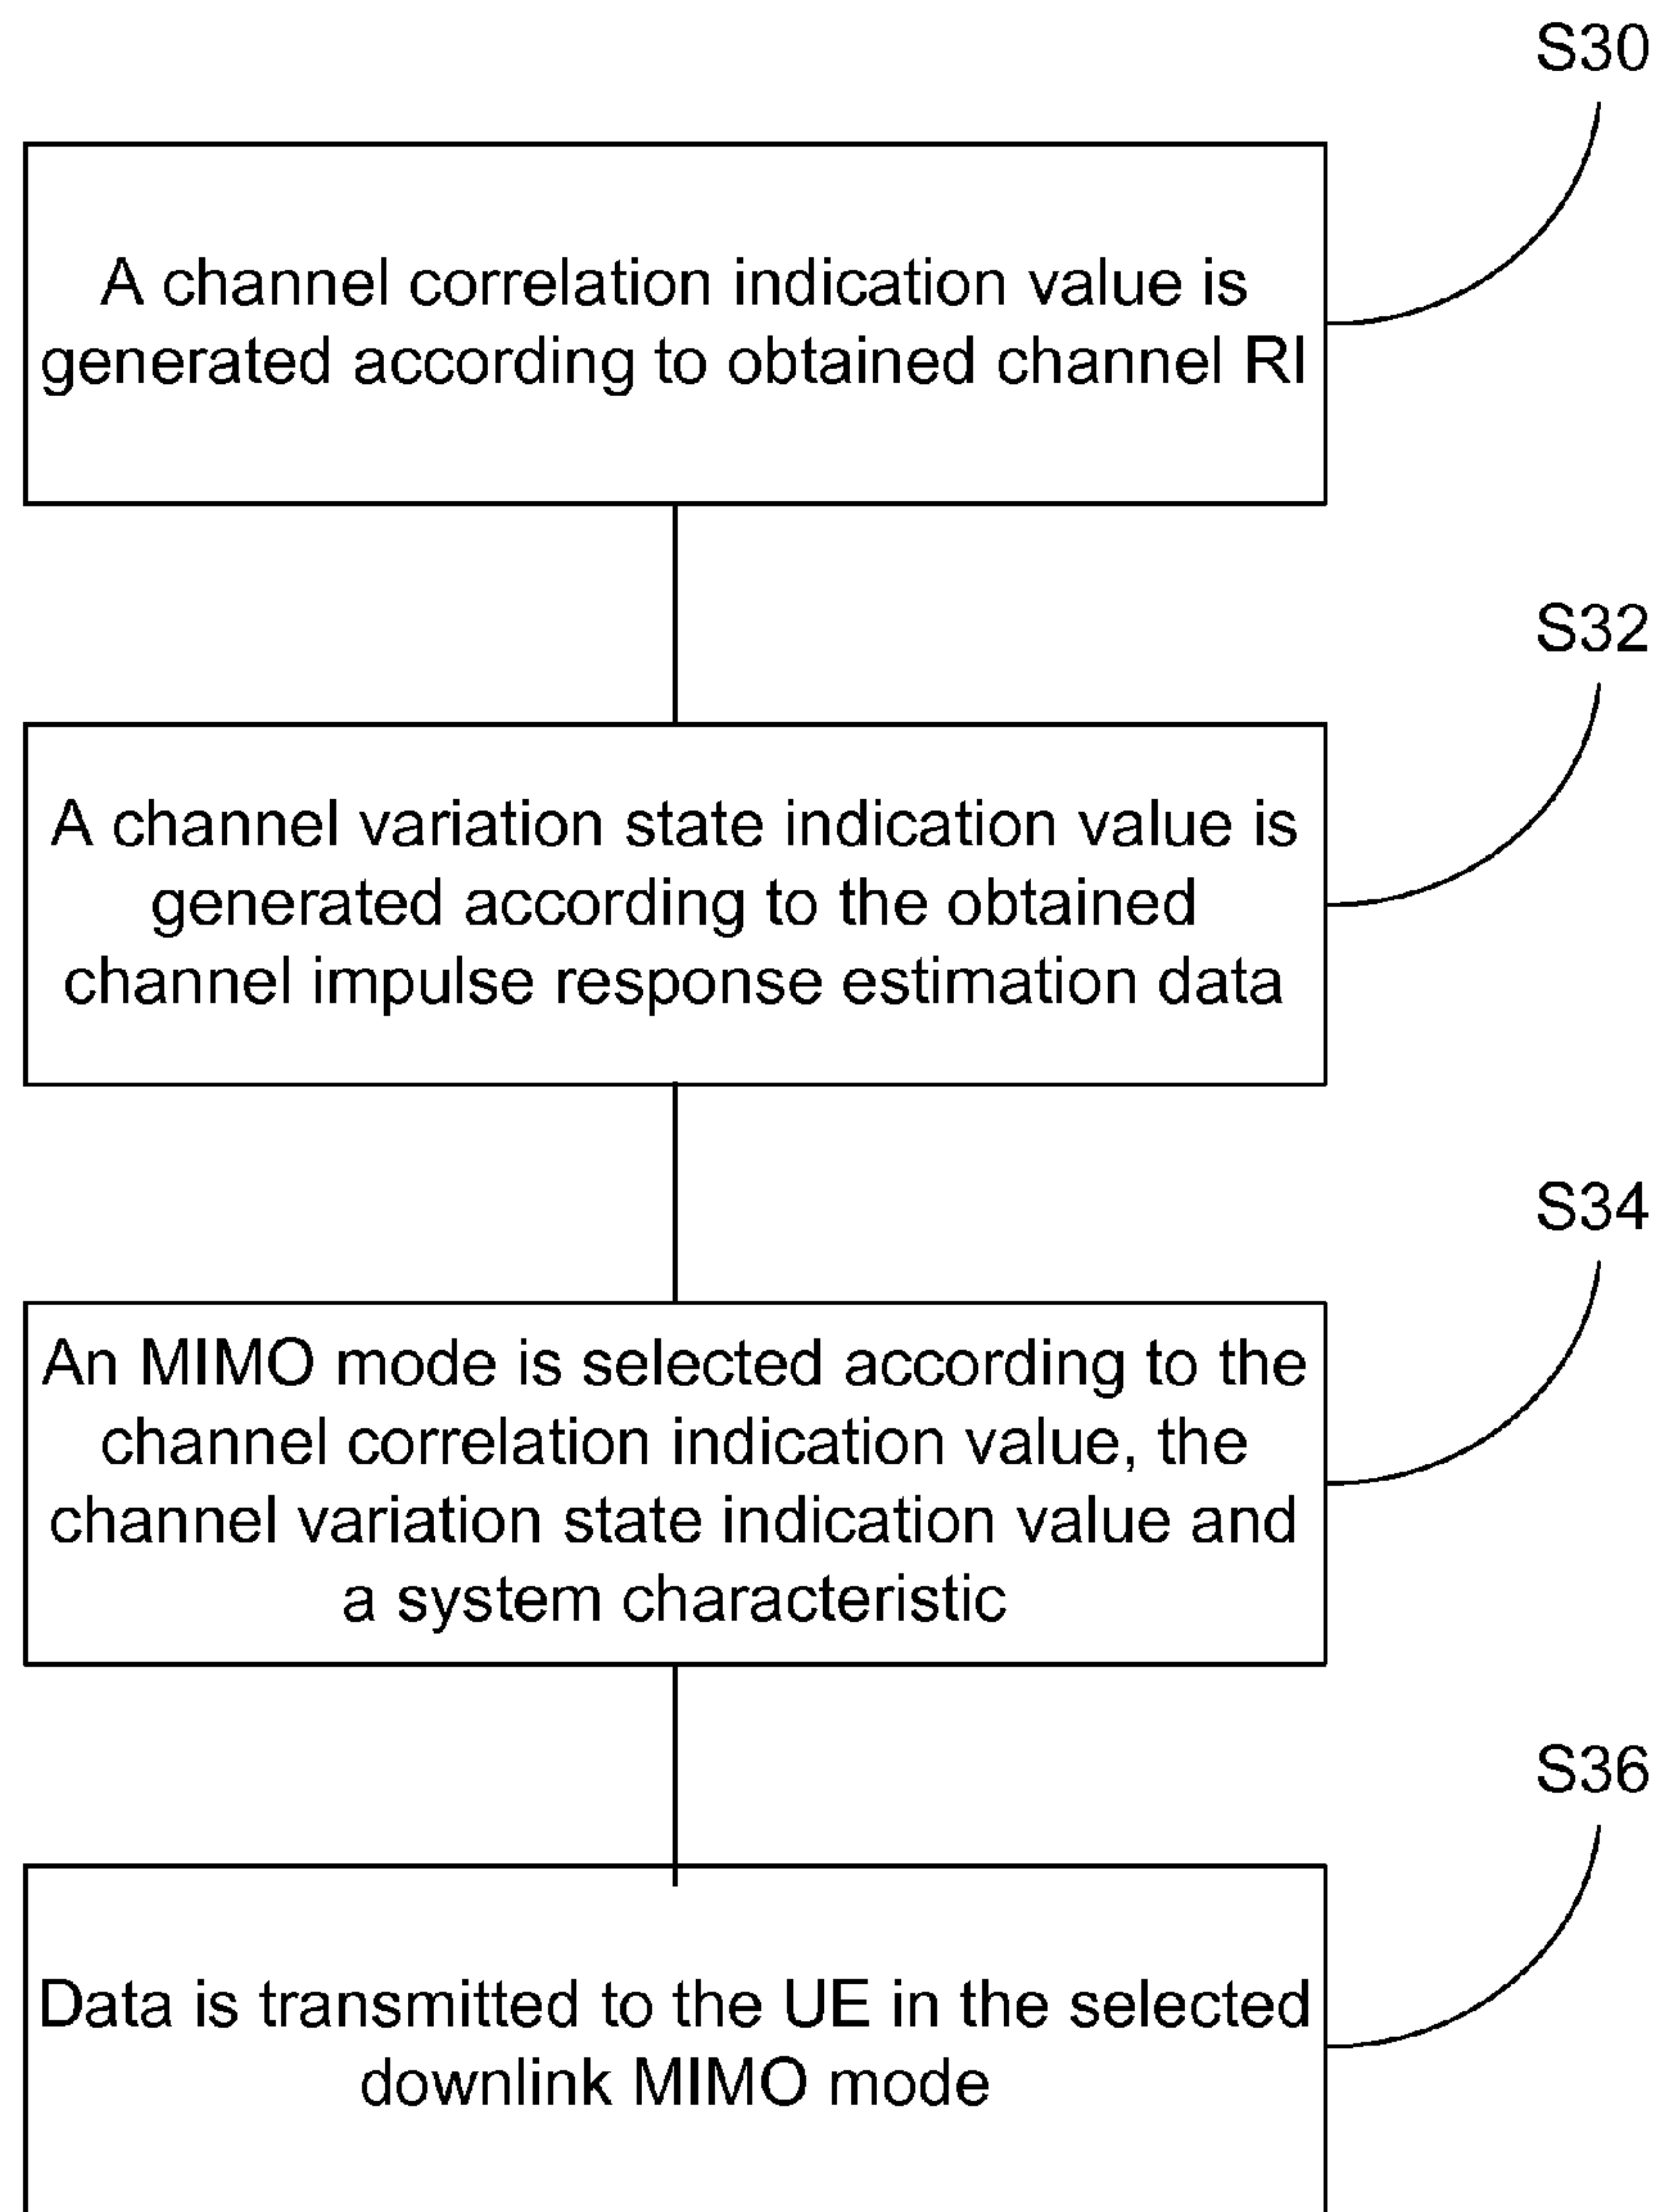 S30
A channel correlation indication value is
generated according to obtained channel RI
S32
A channel variation state indication value is
generated according to the obtained
channel impulse response estimation data
S34
An MIMO mode is selected according to the
channel correlation indication value, the
channel variation state indication value and
a system characteristic
S36
Data is transmitted to the UE in the selected
downlink MIMO mode